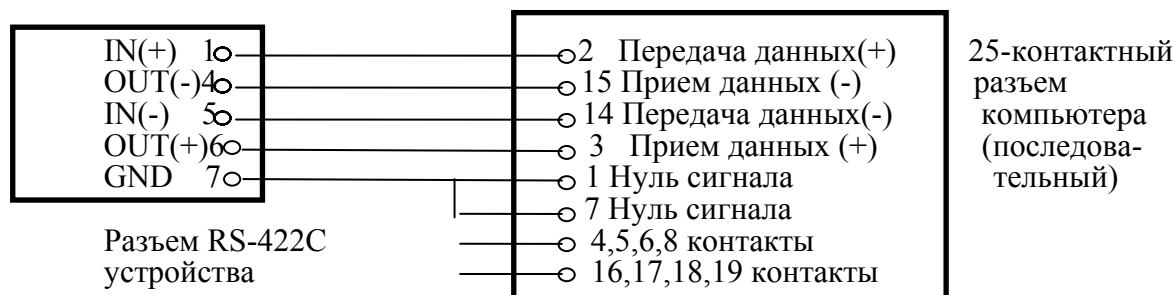 IN(+) 1 2 Передача данных(+) 25-контактный
OUT(-)4 15 Прием данных (-) разъем
IN(-) 5 14 Передача данных(-) компьютера
OUT(+)6 3 Прием данных (+) (последова-
GND 7 1 Нуль сигнала тельный)
7 Нуль сигнала
Разъем RS-422C 4,5,6,8 контакты
устройства 16,17,18,19 контакты